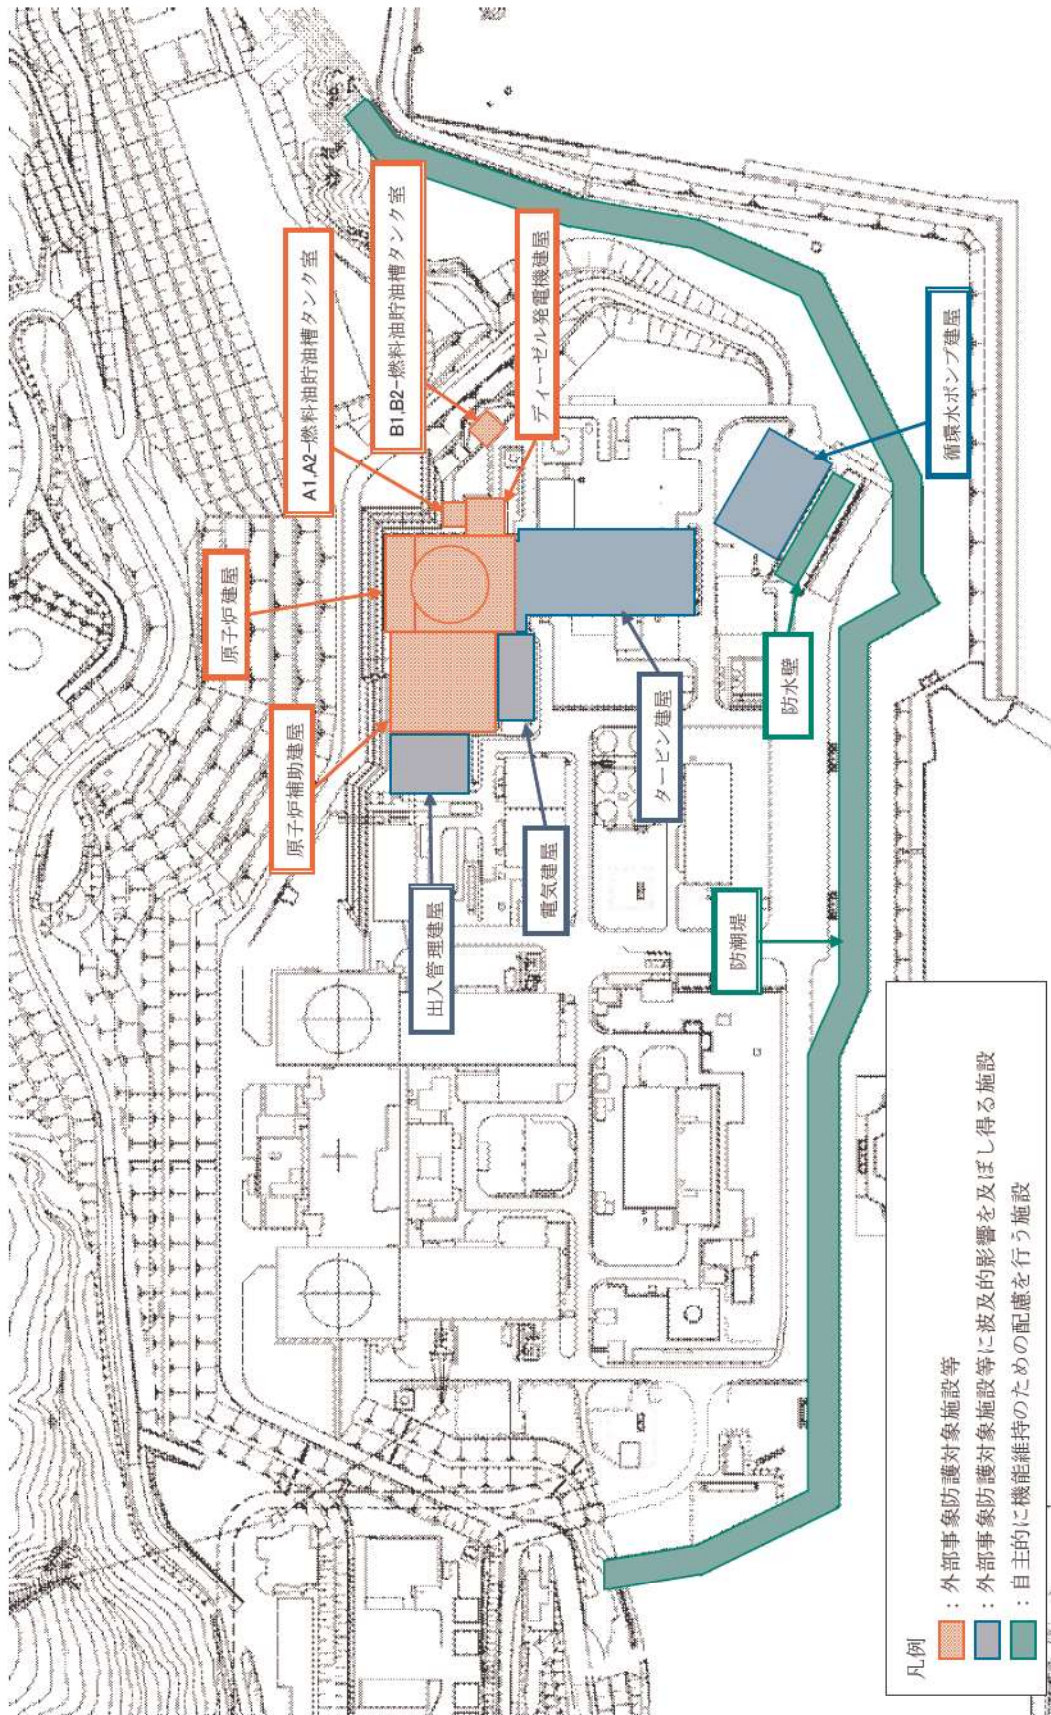 A1,A2-燃料油貯油槽タンク室
B1,B2-燃料油貯油槽タンク室
ディーゼル発電機建屋
原子炉建屋
原子炉補助建屋
循環水ポンプ建屋
防水壁
タービン建屋
電気建屋
出入管理建屋
防潮堤
凡例
：外部事象防護対象施設等
：外部事象防護対象施設等に波及的影響を及ぼし得る施設
：自主的に機能維持のための配慮を行う施設